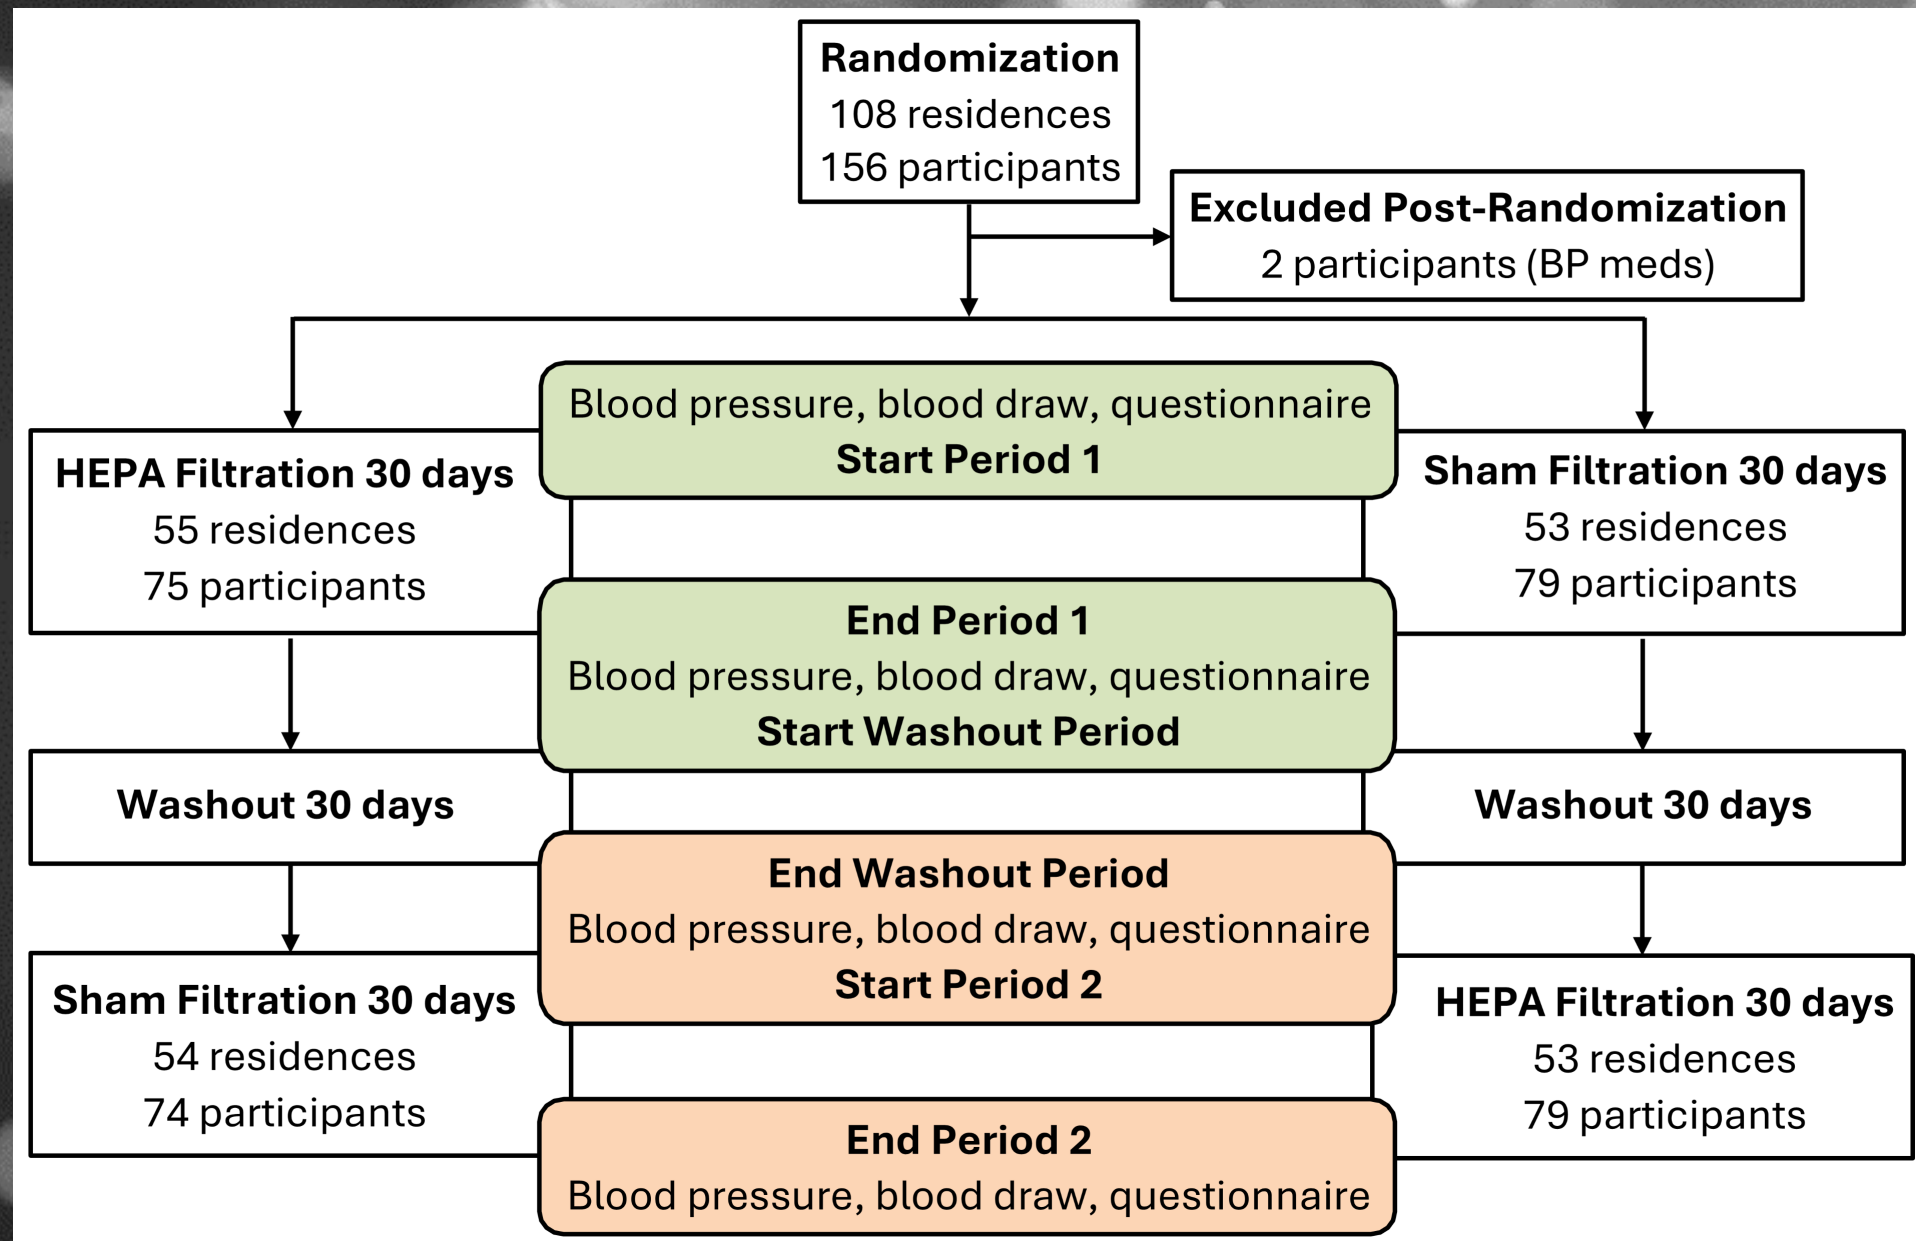 Randomization
108 residences
156 participants
Excluded Post-Randomization
2 participants (BP meds)
Blood pressure, blood draw, questionnaire
Start Period 1
HEPA Filtration 30 days
55 residences
75 participants
Sham Filtration 30 days
53 residences
79 participants
End Period 1
Blood pressure, blood draw, questionnaire
Start Washout Period
Washout 30 days
Washout 30 days
End Washout Period
Blood pressure, blood draw, questionnaire
Start Period 2
Sham Filtration 30 days
54 residences
74 participants
HEPA Filtration 30 days
53 residences
79 participants
End Period 2
Blood pressure, blood draw, questionnaire